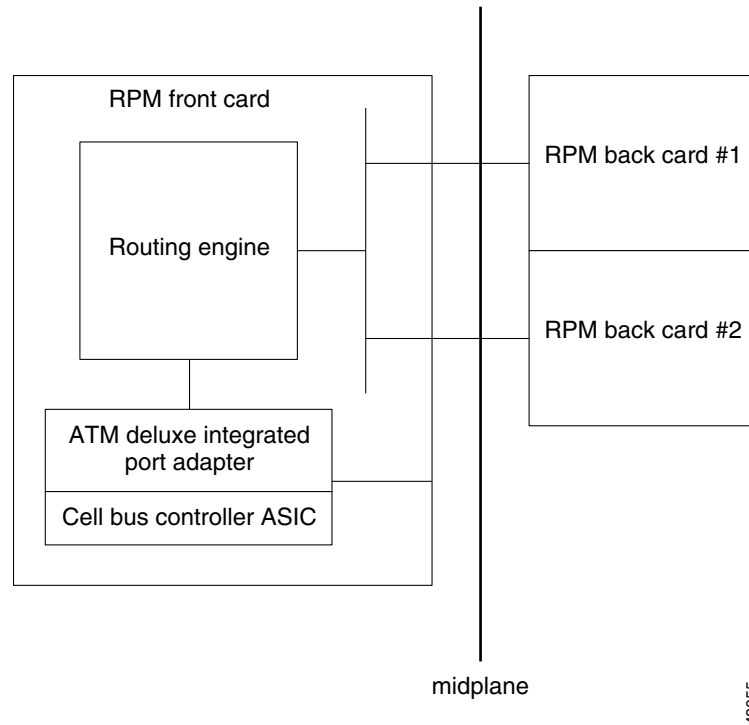 RPM front card
Routing engine
ATM deluxe integrated
port adapter
Cell bus controller ASIC
RPM back card #1
RPM back card #2
midplane